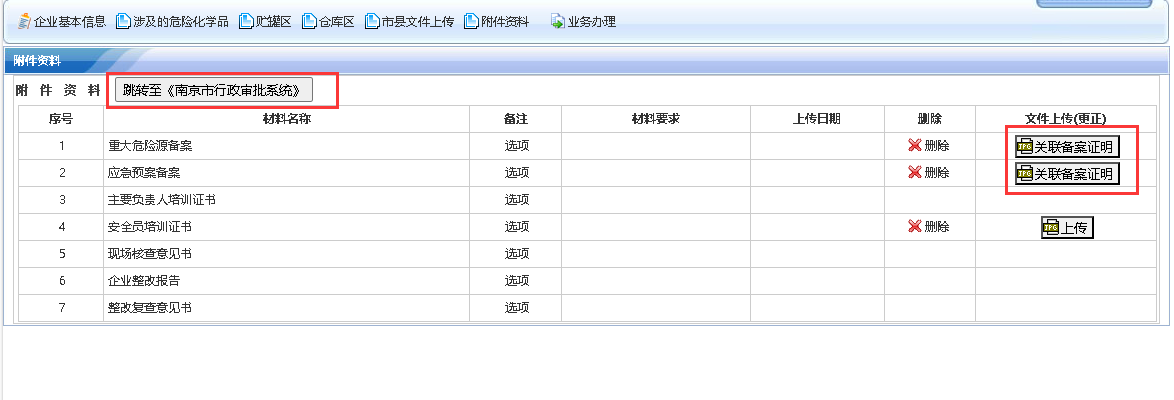 企业基本信息 涉及的危险化学品 贮罐区 仓库区 市县文件上传 附件资料 业务办理
附件资料
附 件 资 料 跳转至《南京市行政审批系统》
序号 材料名称 备注 材料要求 上传日期 删除 文件上传(更正)
1 重大危险源备案 选项 删除 JPG 关联备案证明
2 应急预案备案 选项 删除 JPG 关联备案证明
3 主要负责人培训证书 选项
4 安全员培训证书 选项 删除 JPG 上传
5 现场核查意见书 选项
6 企业整改报告 选项
7 整改复查意见书 选项